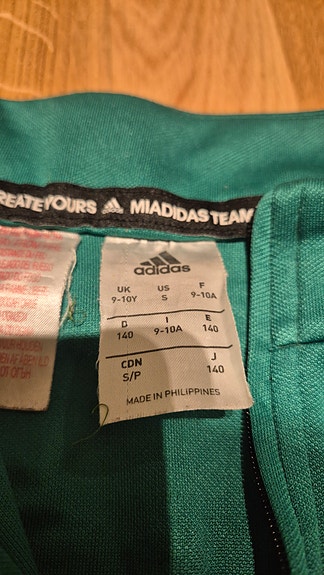 REATE YOURS MIADIDAS TEAM
adidas
UK US F
9-10Y S 9-10A
D I E
140 9-10A 140
CDN J
S/P 140
MADE IN PHILIPPINES